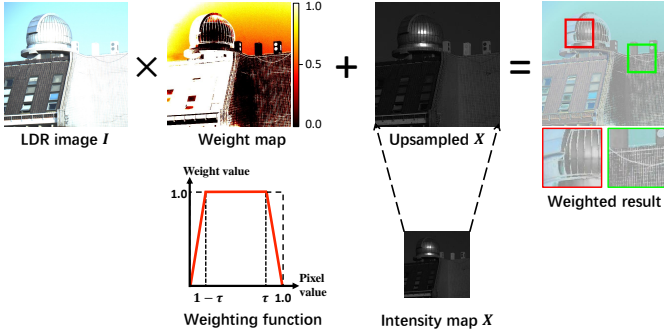 ×
+
=
1.0
0.5
0.0
LDR image I
Weight map
Upsampled X
Weighted result
Weight value
1.0
1 − τ
τ
1.0
Pixel
value
Weighting function
Intensity map X